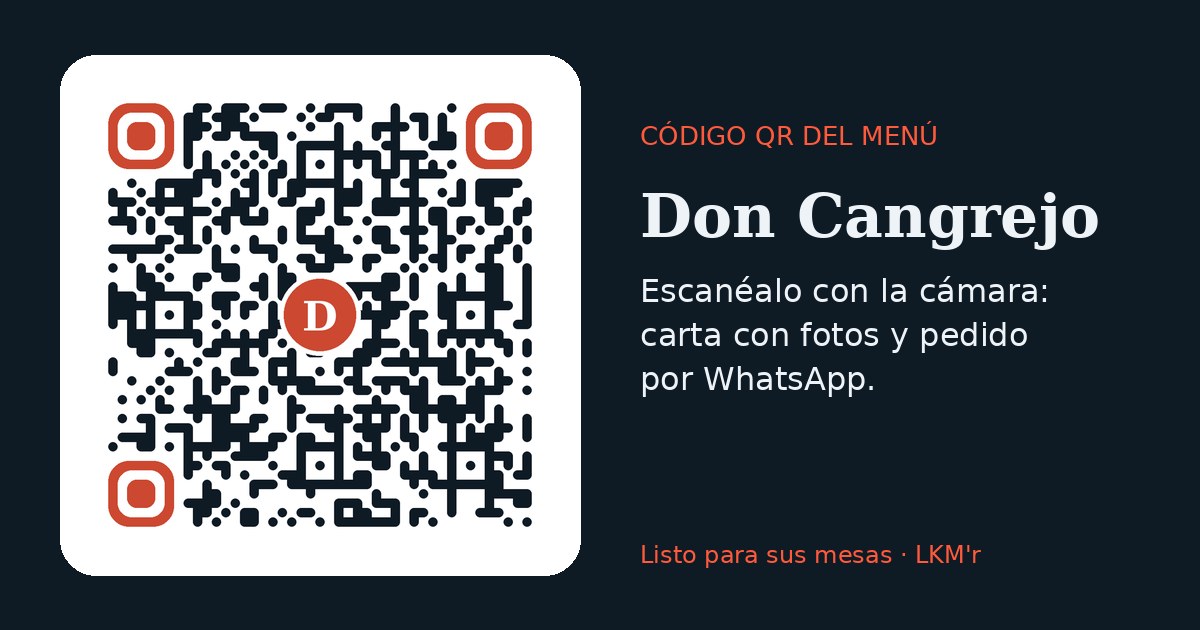 CÓDIGO QR DEL MENÚ
Don Cangrejo
Escanéalo con la cámara:
carta con fotos y pedido
por WhatsApp.
D
Listo para sus mesas · LKM'r